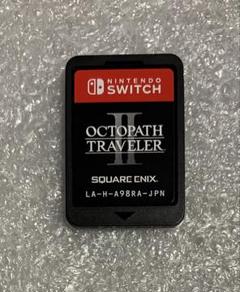 NINTENDO
SWITCH
OCTOPATH
TRAVELER
II
SQUARE ENIX
LA-H-A98RA-JPN